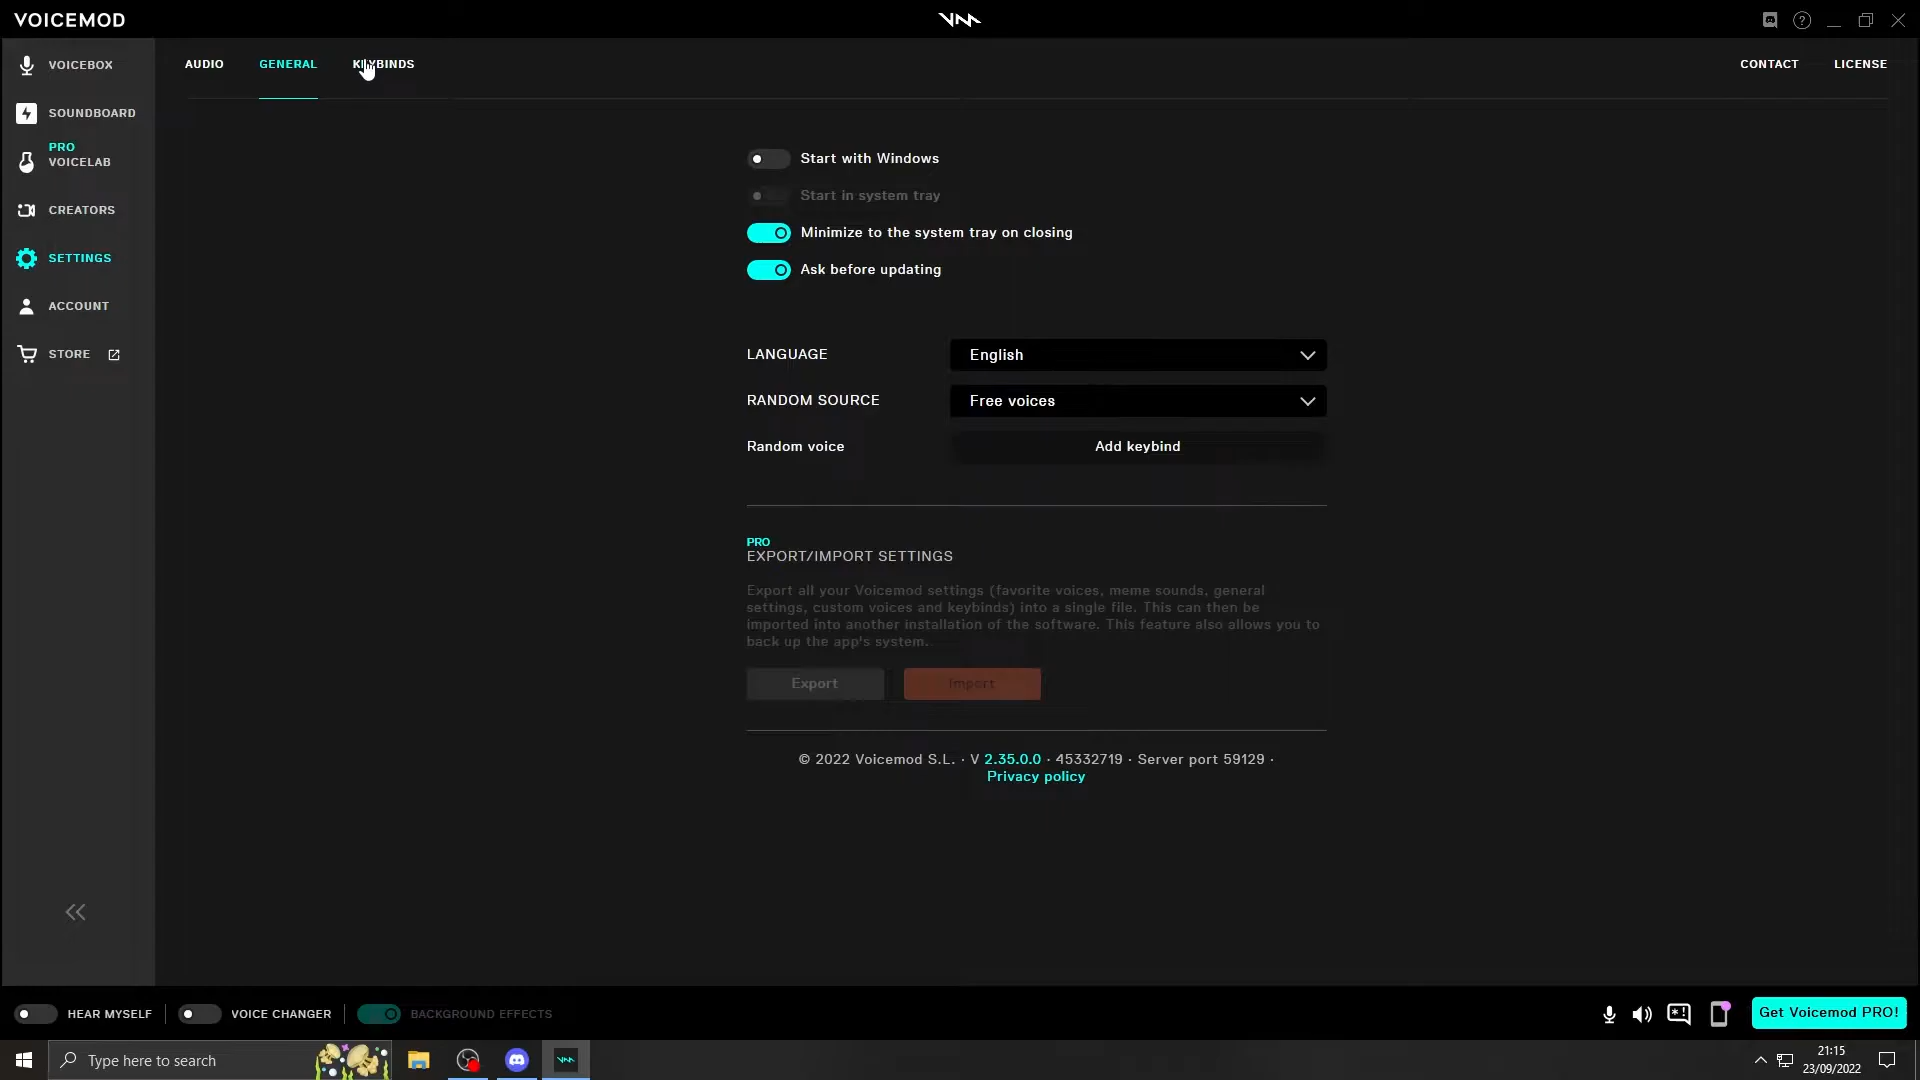 VOICEMOD
VOICEBOX
SOUNDBOARD
PRO
VOICELAB
CREATORS
SETTINGS
ACCOUNT
STORE
AUDIO
GENERAL
KEYBINDS
CONTACT
LICENSE
Start with Windows
Start in system tray
Minimize to the system tray on closing
Ask before updating
LANGUAGE
English
RANDOM SOURCE
Free voices
Random voice
Add keybind
PRO
EXPORT/IMPORT SETTINGS
Export all your Voicemod settings (favorite voices, meme sounds, general
settings, custom voices and keybinds) into a single file. This can then be
imported into another installation of the software. This feature also allows you to
back up the app's system.
Export
Import
© 2022 Voicemod S.L. · V 2.35.0.0 · 45332719 · Server port 59129 ·
Privacy policy
HEAR MYSELF
VOICE CHANGER
BACKGROUND EFFECTS
Get Voicemod PRO!
Type here to search
21:15
23/09/2022